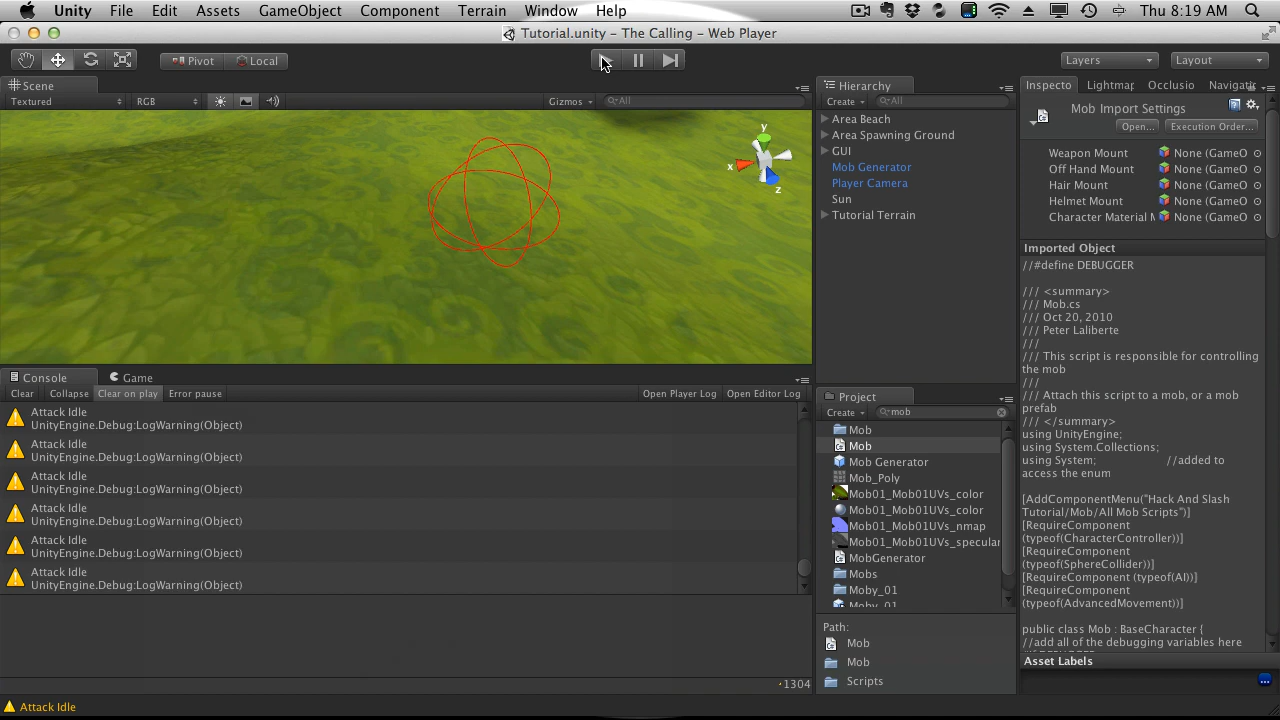 Unity File Edit Assets GameObject Component Terrain Window Help Thu 8:19 AM
Tutorial.unity – The Calling – Web Player
Pivot Local Layers Layout
Scene
Textured RGB Gizmos All
y
x
z
Console Game
Clear Collapse Clear on play Error pause Open Player Log Open Editor Log
Attack Idle
UnityEngine.Debug:LogWarning(Object)
Attack Idle
UnityEngine.Debug:LogWarning(Object)
Attack Idle
UnityEngine.Debug:LogWarning(Object)
Attack Idle
UnityEngine.Debug:LogWarning(Object)
Attack Idle
UnityEngine.Debug:LogWarning(Object)
Attack Idle
UnityEngine.Debug:LogWarning(Object)
1304
Attack Idle
Hierarchy
Create All
Area Beach
Area Spawning Ground
GUI
Mob Generator
Player Camera
Sun
Tutorial Terrain
Project
Create mob
Mob
Mob
Mob Generator
Mob_Poly
Mob01_Mob01UVs_color
Mob01_Mob01UVs_color
Mob01_Mob01UVs_nmap
Mob01_Mob01UVs_specular
MobGenerator
Mobs
Moby_01
Moby_01
Path:
Mob
Mob
Scripts
Inspecto Lightmap Occlusio Navigati
Mob Import Settings
Open... Execution Order...
Weapon Mount None (GameO
Off Hand Mount None (GameO
Hair Mount None (GameO
Helmet Mount None (GameO
Character Material M None (GameO
Imported Object
//#define DEBUGGER
/// <summary>
/// Mob.cs
/// Oct 20, 2010
/// Peter Laliberte
///
/// This script is responsible for controlling
the mob
///
/// Attach this script to a mob, or a mob
prefab
/// </summary>
using UnityEngine;
using System.Collections;
using System; //added to
access the enum
[AddComponentMenu("Hack And Slash
Tutorial/Mob/All Mob Scripts")]
[RequireComponent
(typeof(CharacterController))]
[RequireComponent
(typeof(SphereCollider))]
[RequireComponent (typeof(AI))]
[RequireComponent
(typeof(AdvancedMovement))]
public class Mob : BaseCharacter {
//add all of the debugging variables here
Asset Labels